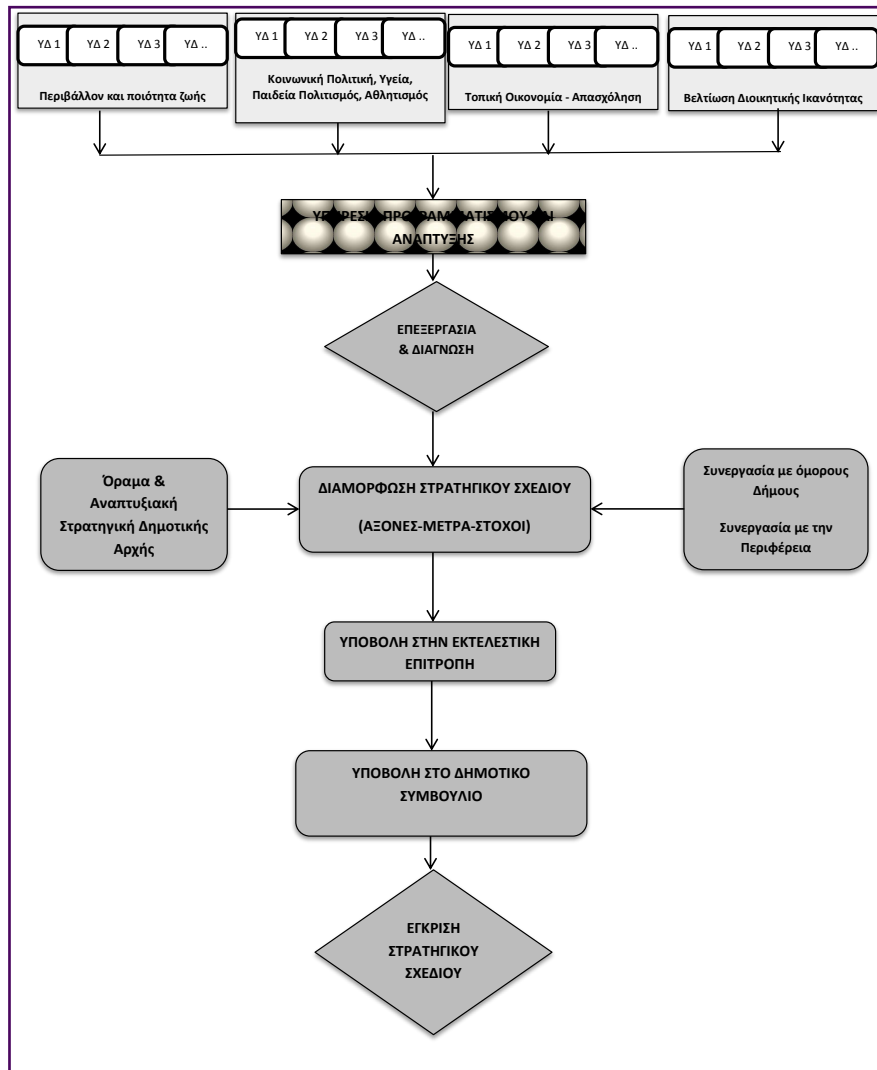 ΥΔ 1 ΥΔ 2 ΥΔ 3 ΥΔ ..
Περιβάλλον και ποιότητα ζωής
ΥΔ 1 ΥΔ 2 ΥΔ 3 ΥΔ ..
Κοινωνική Πολιτική, Υγεία,
Παιδεία Πολιτισμός, Αθλητισμός
ΥΔ 1 ΥΔ 2 ΥΔ 3 ΥΔ ..
Τοπική Οικονομία - Απασχόληση
ΥΔ 1 ΥΔ 2 ΥΔ 3 ΥΔ ..
Βελτίωση Διοικητικής Ικανότητας
ΥΠΗΡΕΣΙΑ ΠΡΟΓΡΑΜΜΑΤΙΣΜΟΥ ΚΑΙ
ΑΝΑΠΤΥΞΗΣ
ΕΠΕΞΕΡΓΑΣΙΑ
& ΔΙΑΓΝΩΣΗ
Όραμα &
Αναπτυξιακή
Στρατηγική Δημοτικής
Αρχής
ΔΙΑΜΟΡΦΩΣΗ ΣΤΡΑΤΗΓΙΚΟΥ ΣΧΕΔΙΟΥ
(ΑΞΟΝΕΣ-ΜΕΤΡΑ-ΣΤΟΧΟΙ)
Συνεργασία με όμορους
Δήμους
Συνεργασία με την
Περιφέρεια
ΥΠΟΒΟΛΗ ΣΤΗΝ ΕΚΤΕΛΕΣΤΙΚΗ
ΕΠΙΤΡΟΠΗ
ΥΠΟΒΟΛΗ ΣΤΟ ΔΗΜΟΤΙΚΟ
ΣΥΜΒΟΥΛΙΟ
ΕΓΚΡΙΣΗ
ΣΤΡΑΤΗΓΙΚΟΥ
ΣΧΕΔΙΟΥ